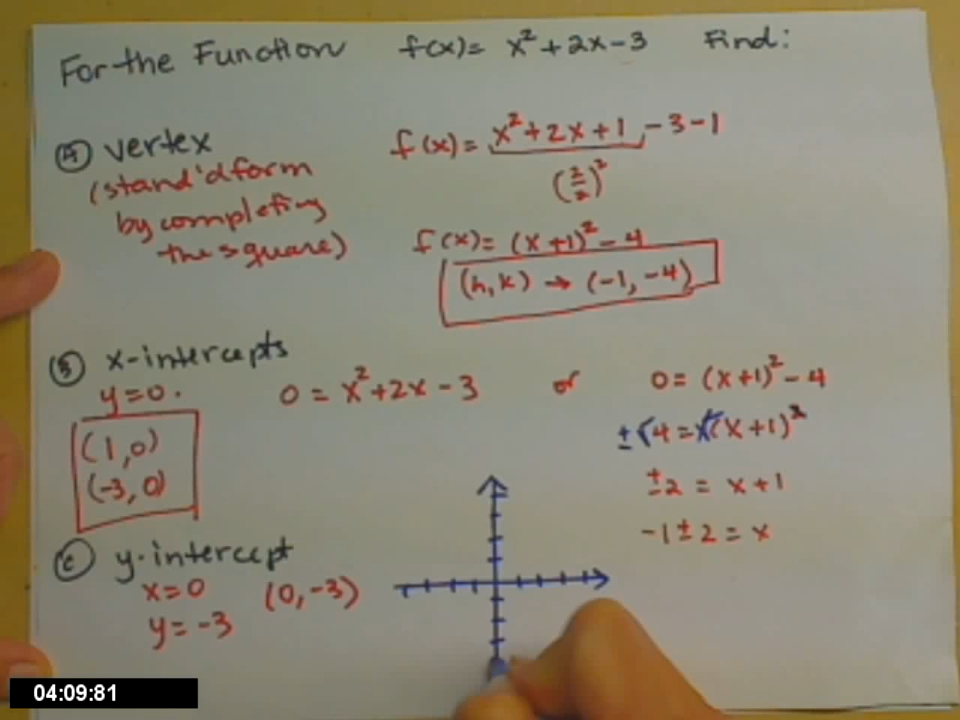 For the Function f(x) = x² + 2x - 3 Find:
(A) vertex
(stand'd form
by completing
the square)
f(x) = x² + 2x + 1 - 3 - 1
(2/2)²
f(x) = (x + 1)² - 4
(h, k) → (-1, -4)
(B) x-intercepts
y = 0.
(1, 0)
(-3, 0)
0 = x² + 2x - 3 or 0 = (x + 1)² - 4
±√4 = √(x + 1)²
±2 = x + 1
-1 ± 2 = x
(C) y-intercept
x = 0 (0, -3)
y = -3
04:09:81